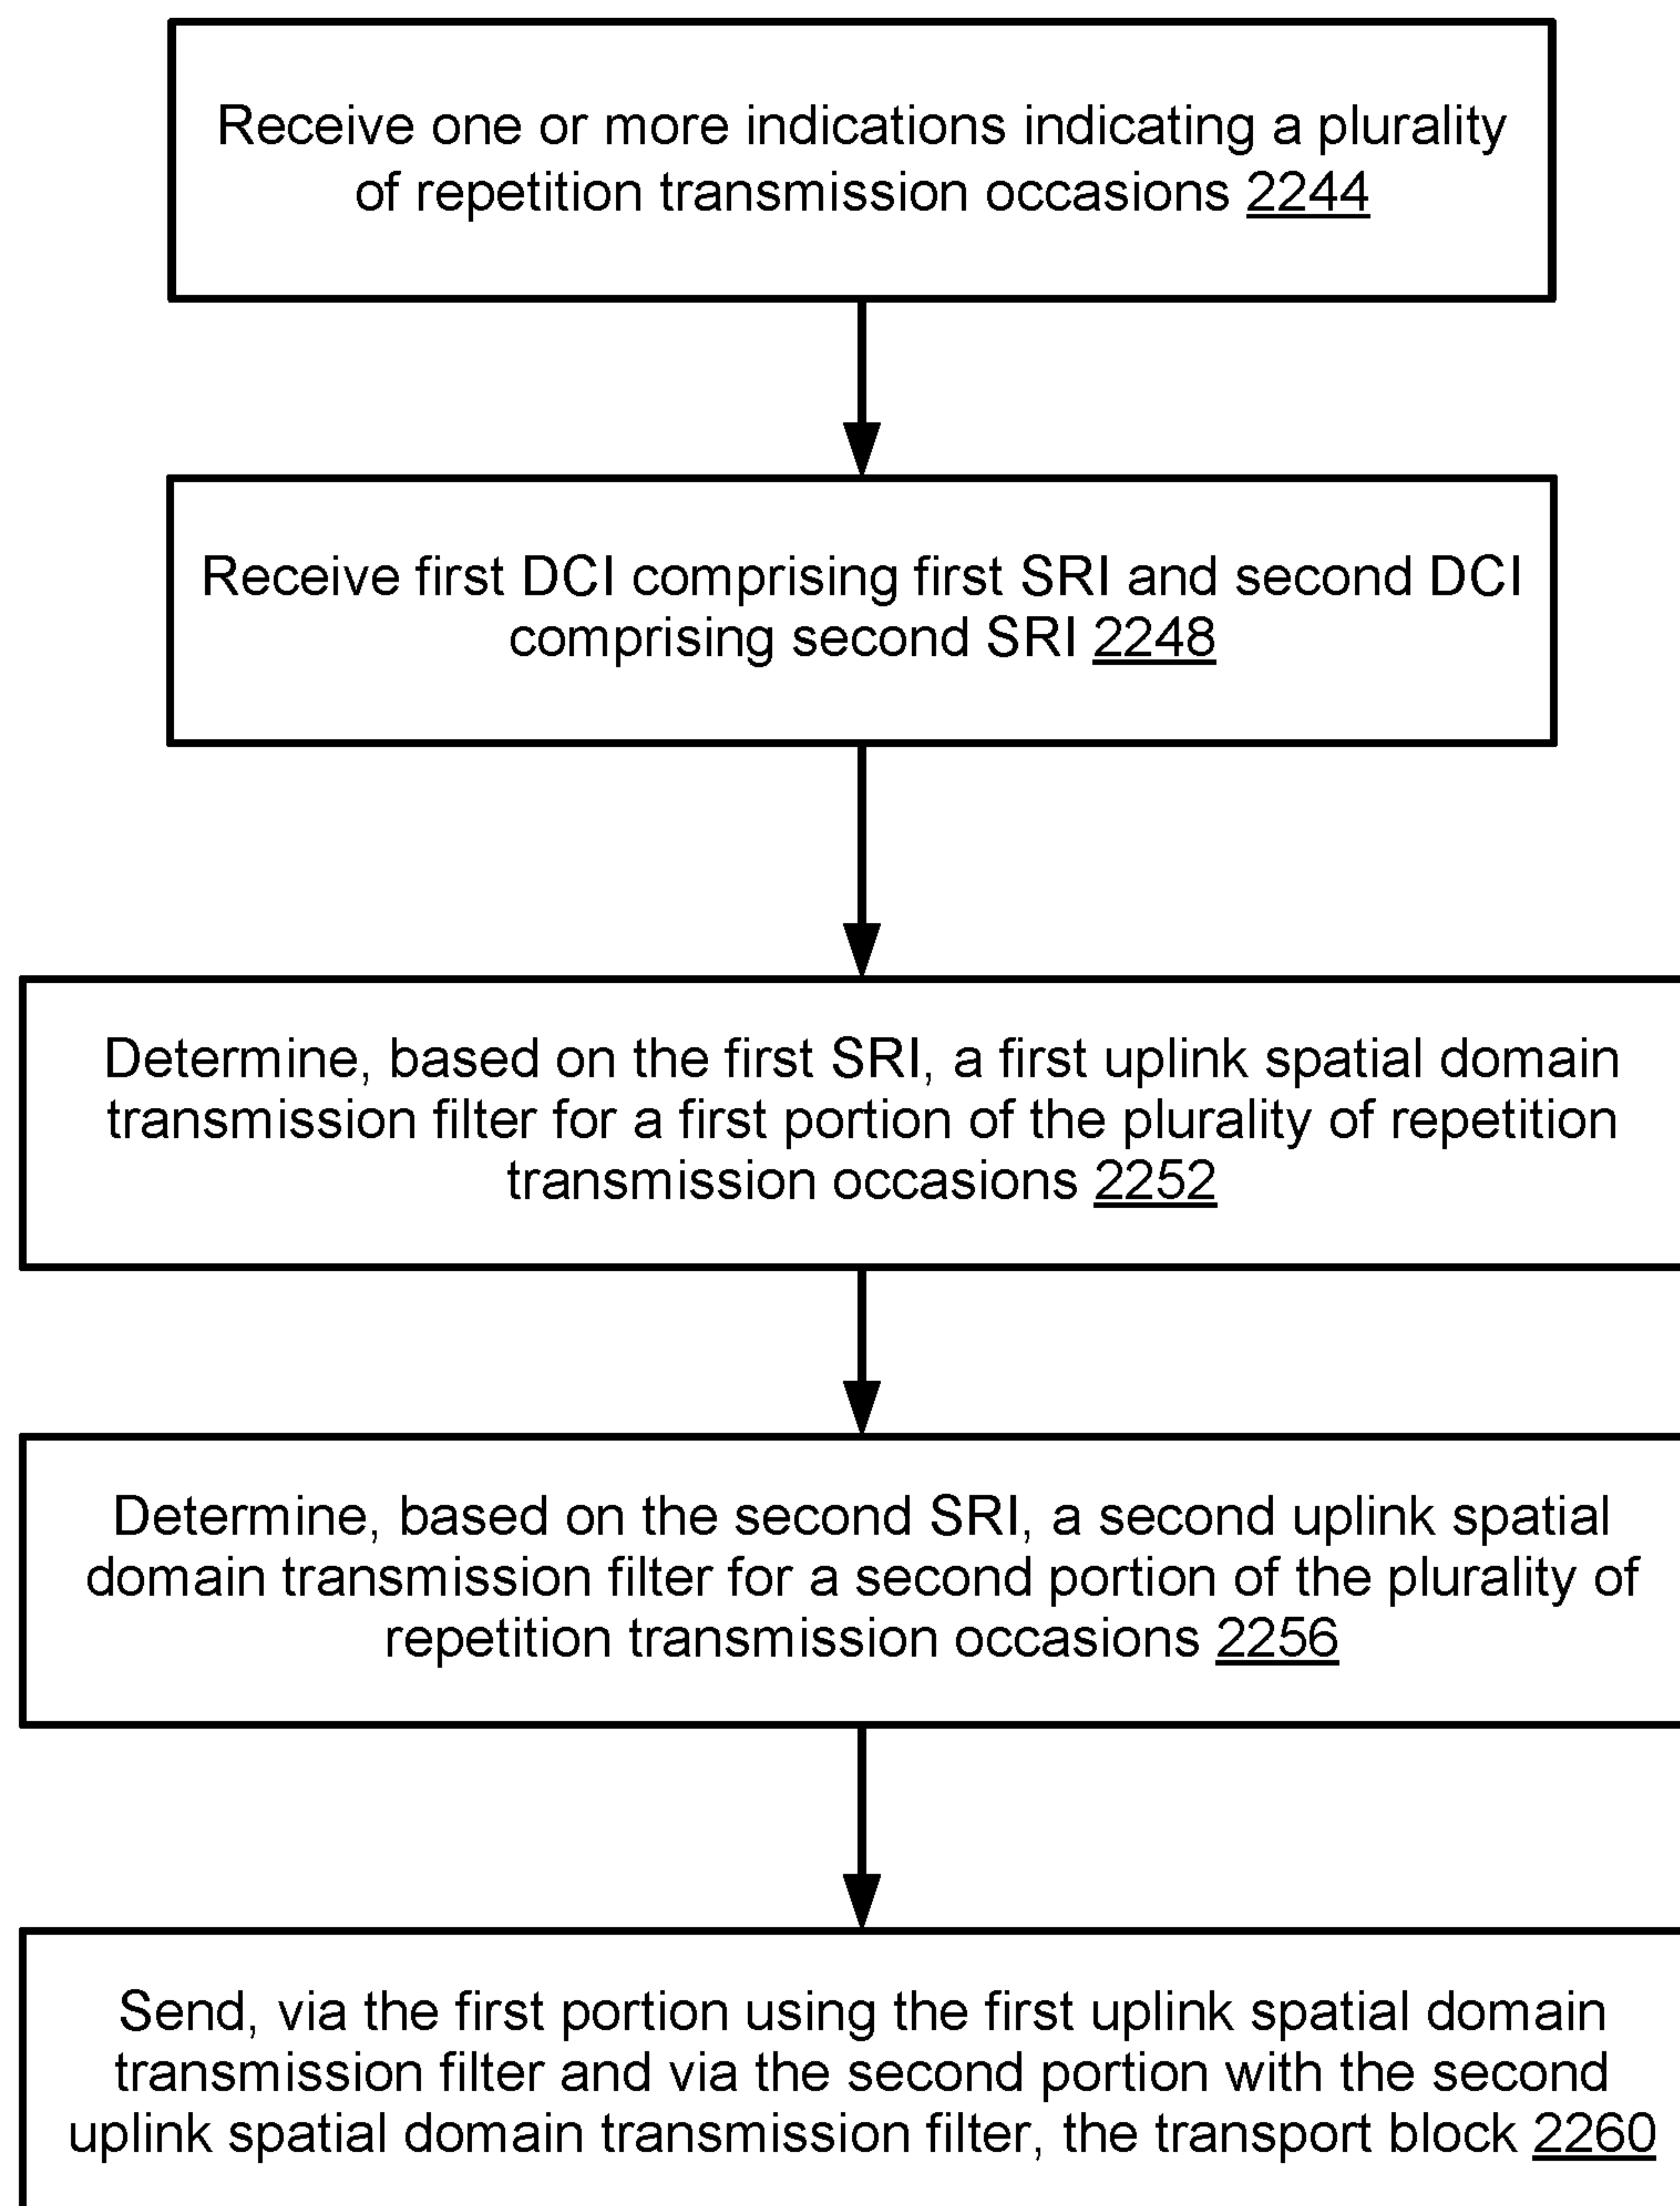 Receive one or more indications indicating a plurality
of repetition transmission occasions 2244
Receive first DCI comprising first SRI and second DCI
comprising second SRI 2248
Determine, based on the first SRI, a first uplink spatial domain
transmission filter for a first portion of the plurality of repetition
transmission occasions 2252
Determine, based on the second SRI, a second uplink spatial
domain transmission filter for a second portion of the plurality of
repetition transmission occasions 2256
Send, via the first portion using the first uplink spatial domain
transmission filter and via the second portion with the second
uplink spatial domain transmission filter, the transport block 2260